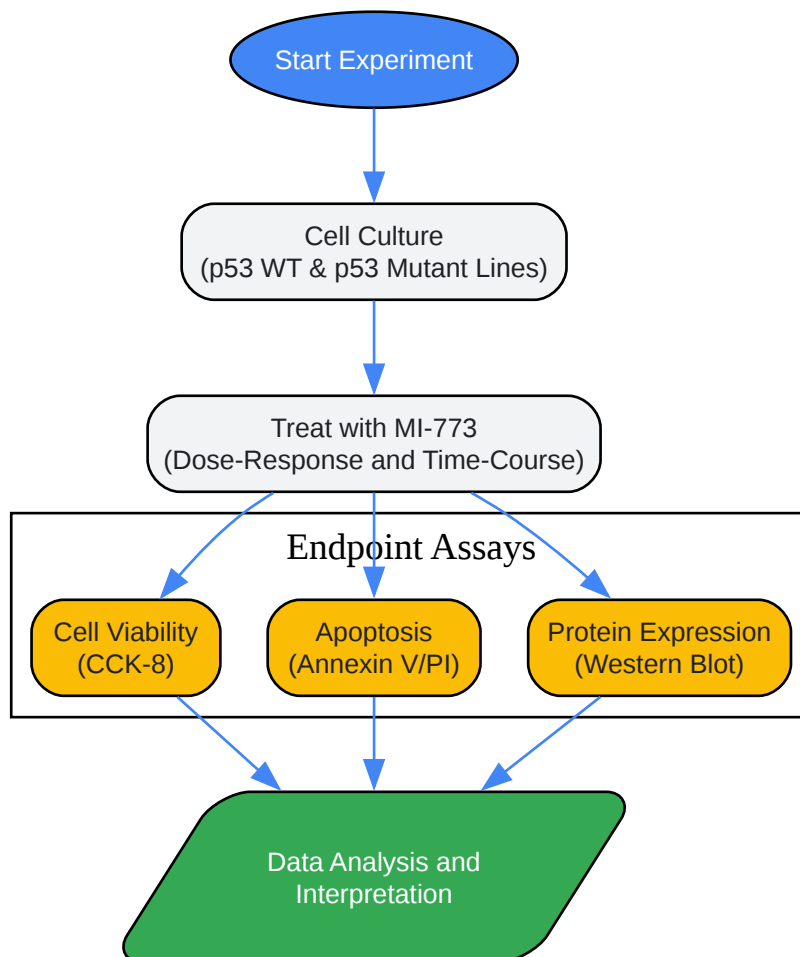 Start Experiment
Cell Culture
(p53 WT & p53 Mutant Lines)
Treat with MI-773
(Dose-Response and Time-Course)
Endpoint Assays
Cell Viability
(CCK-8)
Apoptosis
(Annexin V/PI)
Protein Expression
(Western Blot)
Data Analysis and
Interpretation